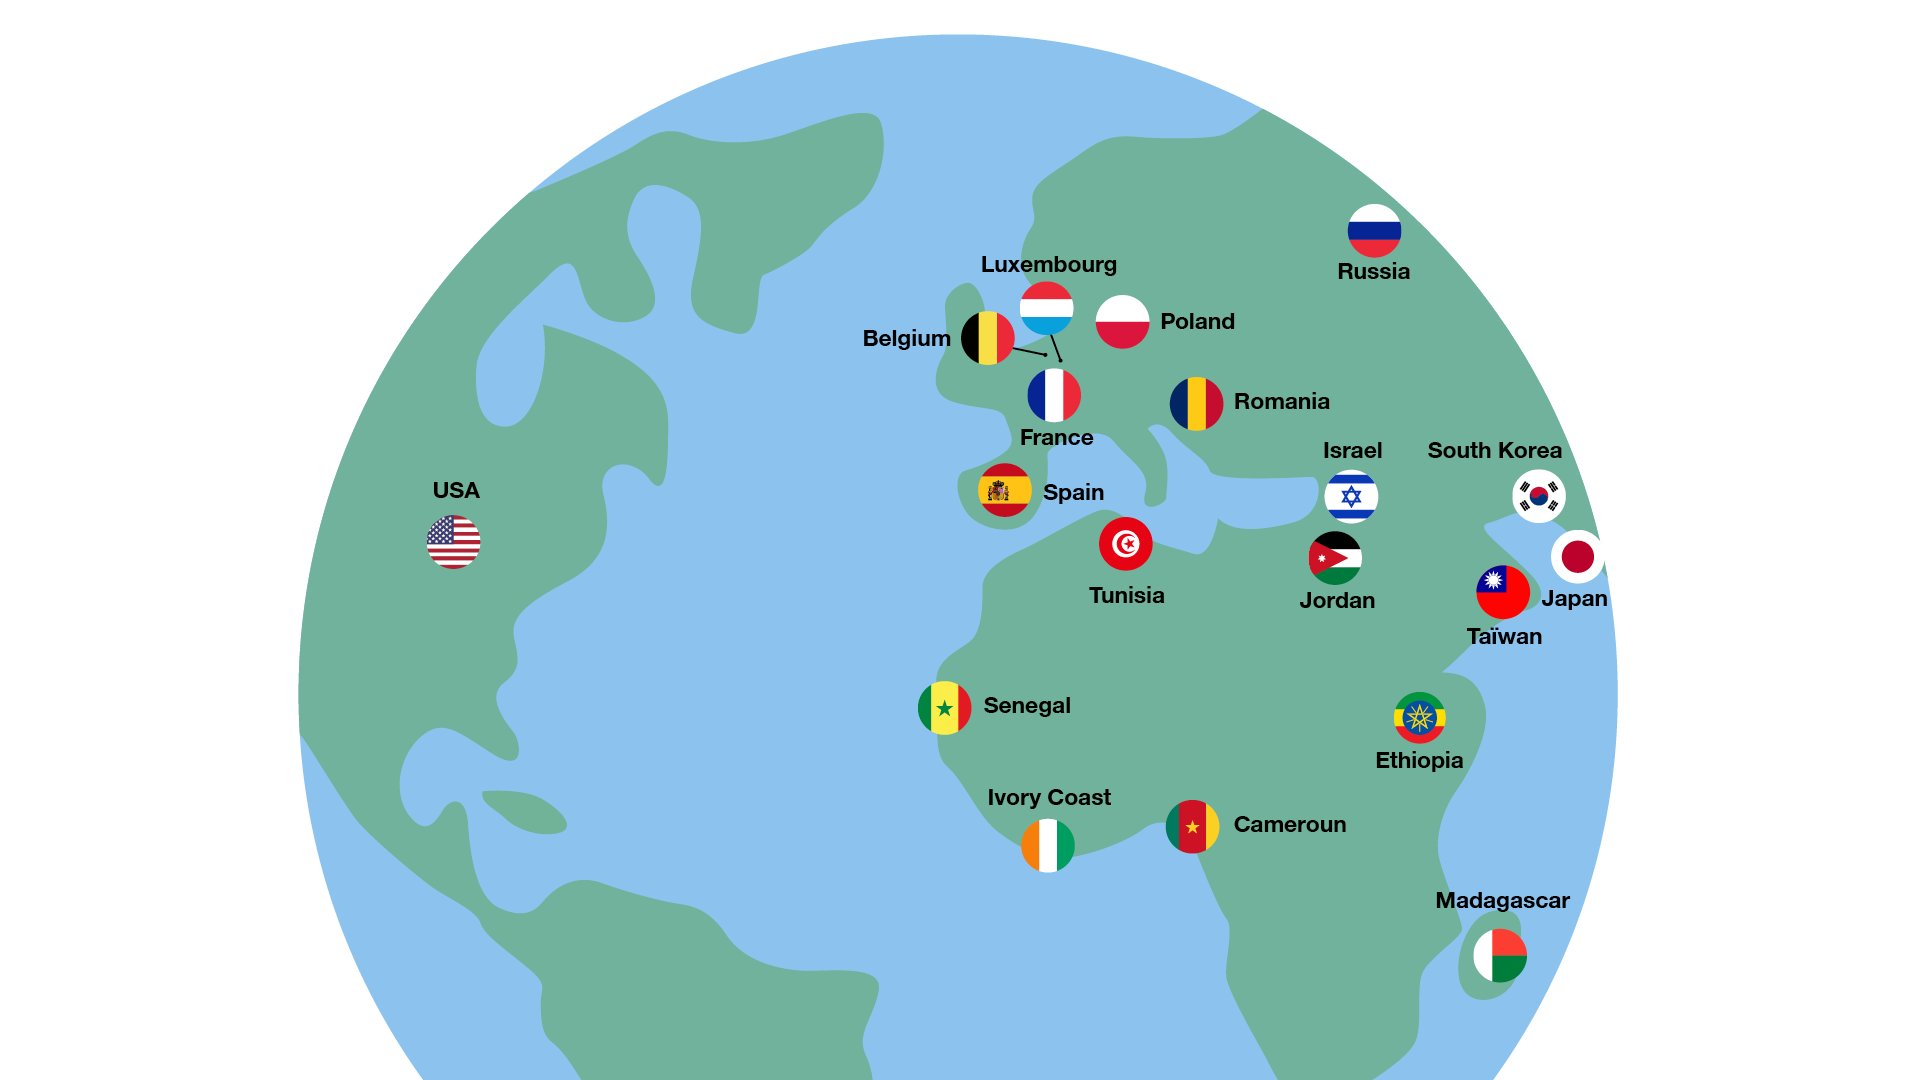 Luxembourg
Russia
Poland
Belgium
Romania
France
Israel
South Korea
USA
Spain
Tunisia
Jordan
Japan
Taïwan
Senegal
Ethiopia
Ivory Coast
Cameroun
Madagascar